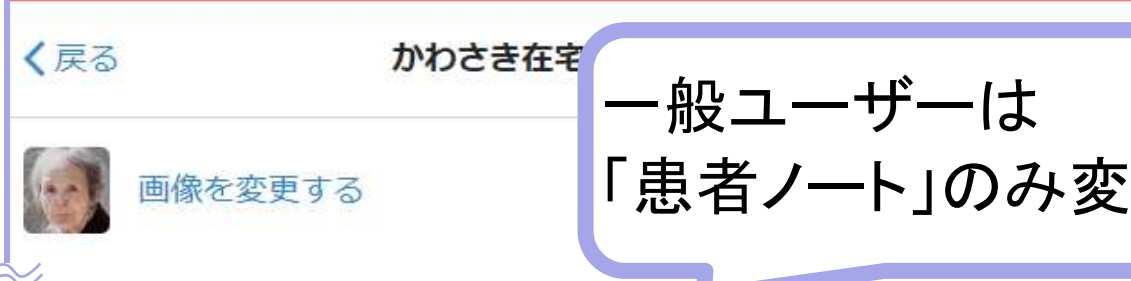 戻る
かわさき在宅
画像を変更する
一般ユーザーは
「患者ノート」のみ変